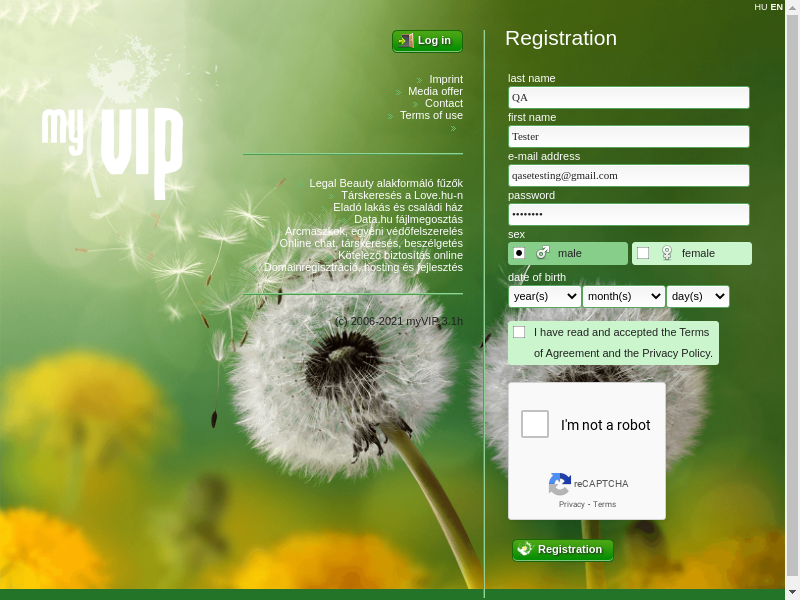 HU EN
my VIP
Log in
Imprint
Media offer
Contact
Terms of use
Legal Beauty alakformáló fűzők
Társkeresés a Love.hu-n
Eladó lakás és családi ház
Data.hu fájlmegosztás
Arcmaszkok, egyéni védőfelszerelés
Online chat, társkeresés, beszélgetés
Kötelező biztosítás online
Domainregisztráció, hosting és fejlesztés
(c) 2006-2021 myVIP 3.1h
Registration
last name
QA
first name
Tester
e-mail address
qasetesting@gmail.com
password
••••••••
sex
male female
date of birth
year(s) month(s) day(s)
I have read and accepted the Terms
of Agreement and the Privacy Policy.
I'm not a robot
reCAPTCHA
Privacy - Terms
Registration